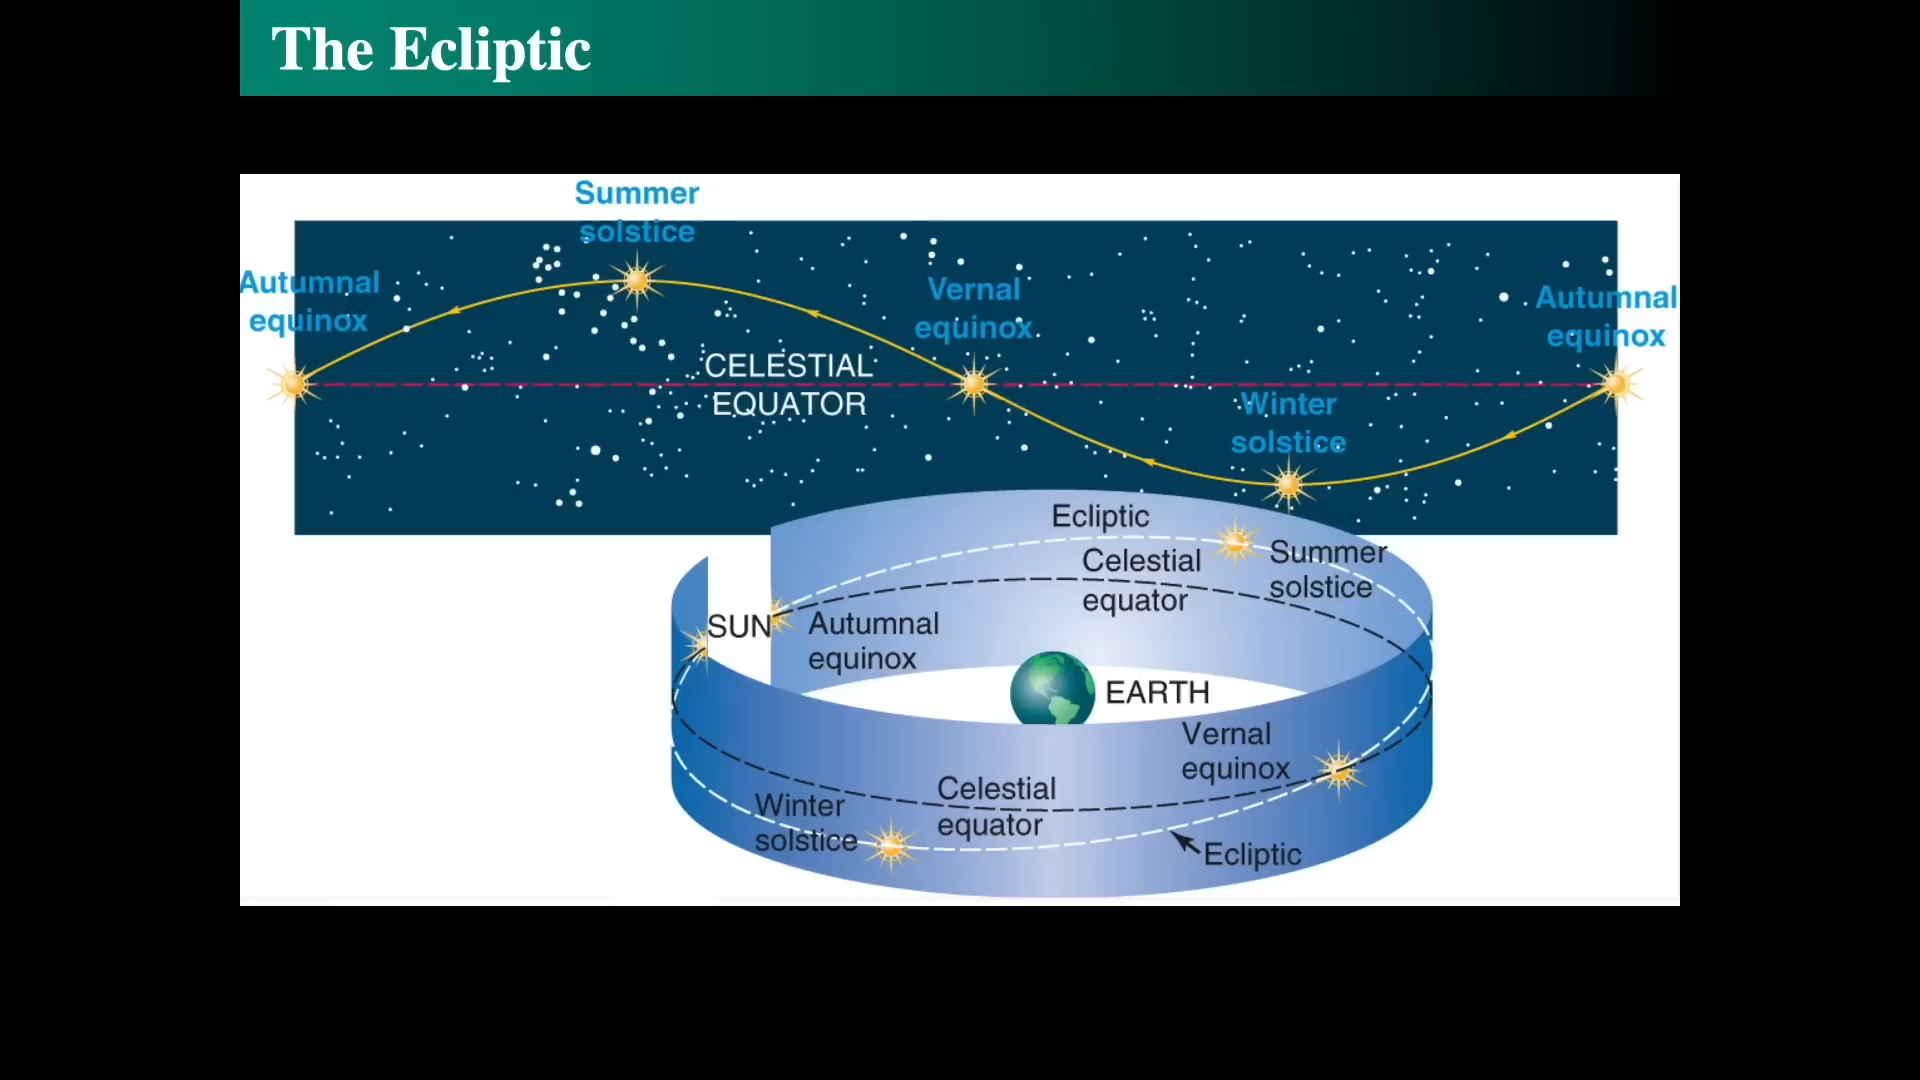 The Ecliptic
Summer
solstice
Autumnal
equinox
Vernal
equinox
Autumnal
equinox
CELESTIAL
EQUATOR
Winter
solstice
Ecliptic
Celestial
equator
Summer
solstice
SUN
Autumnal
equinox
EARTH
Vernal
equinox
Celestial
equator
Winter
solstice
Ecliptic